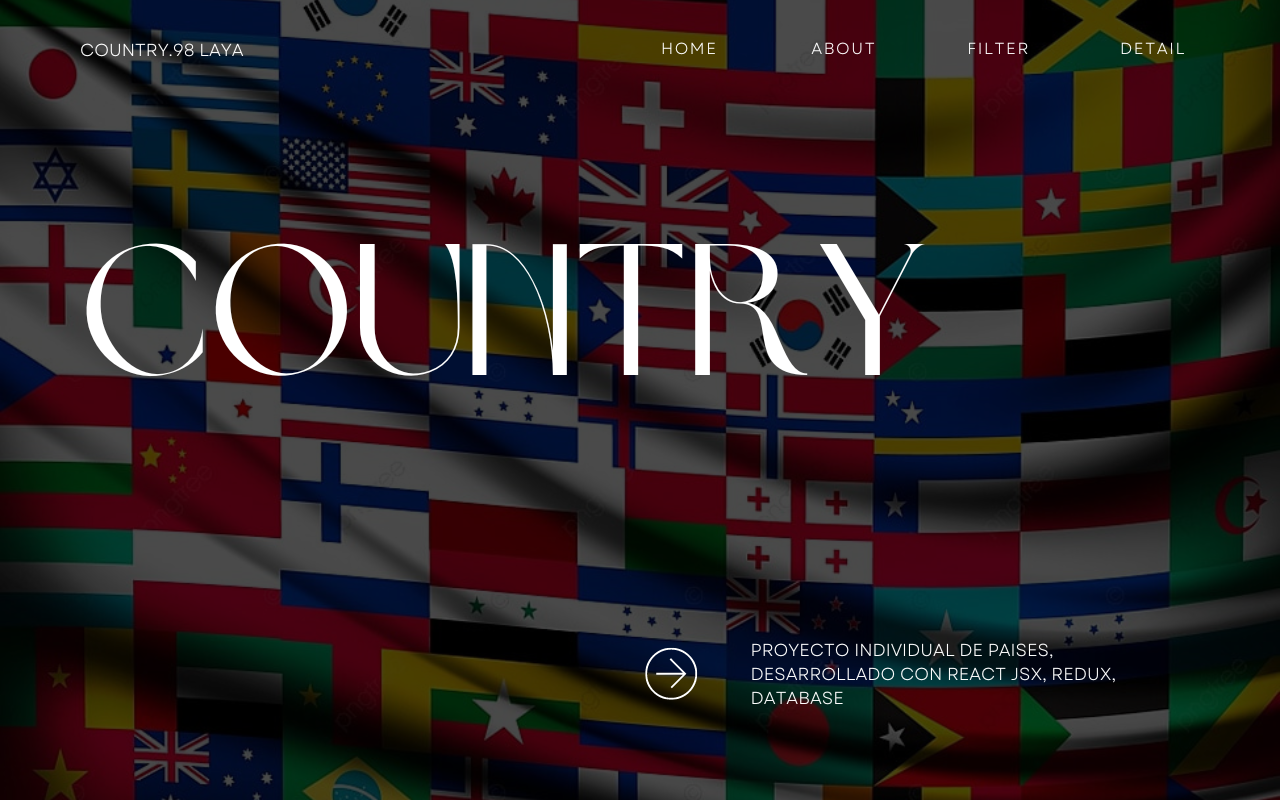 COUNTRY.98 LAYA
HOME ABOUT FILTER DETAIL
COUNTRY
PROYECTO INDIVIDUAL DE PAISES,
DESARROLLADO CON REACT JSX, REDUX,
DATABASE